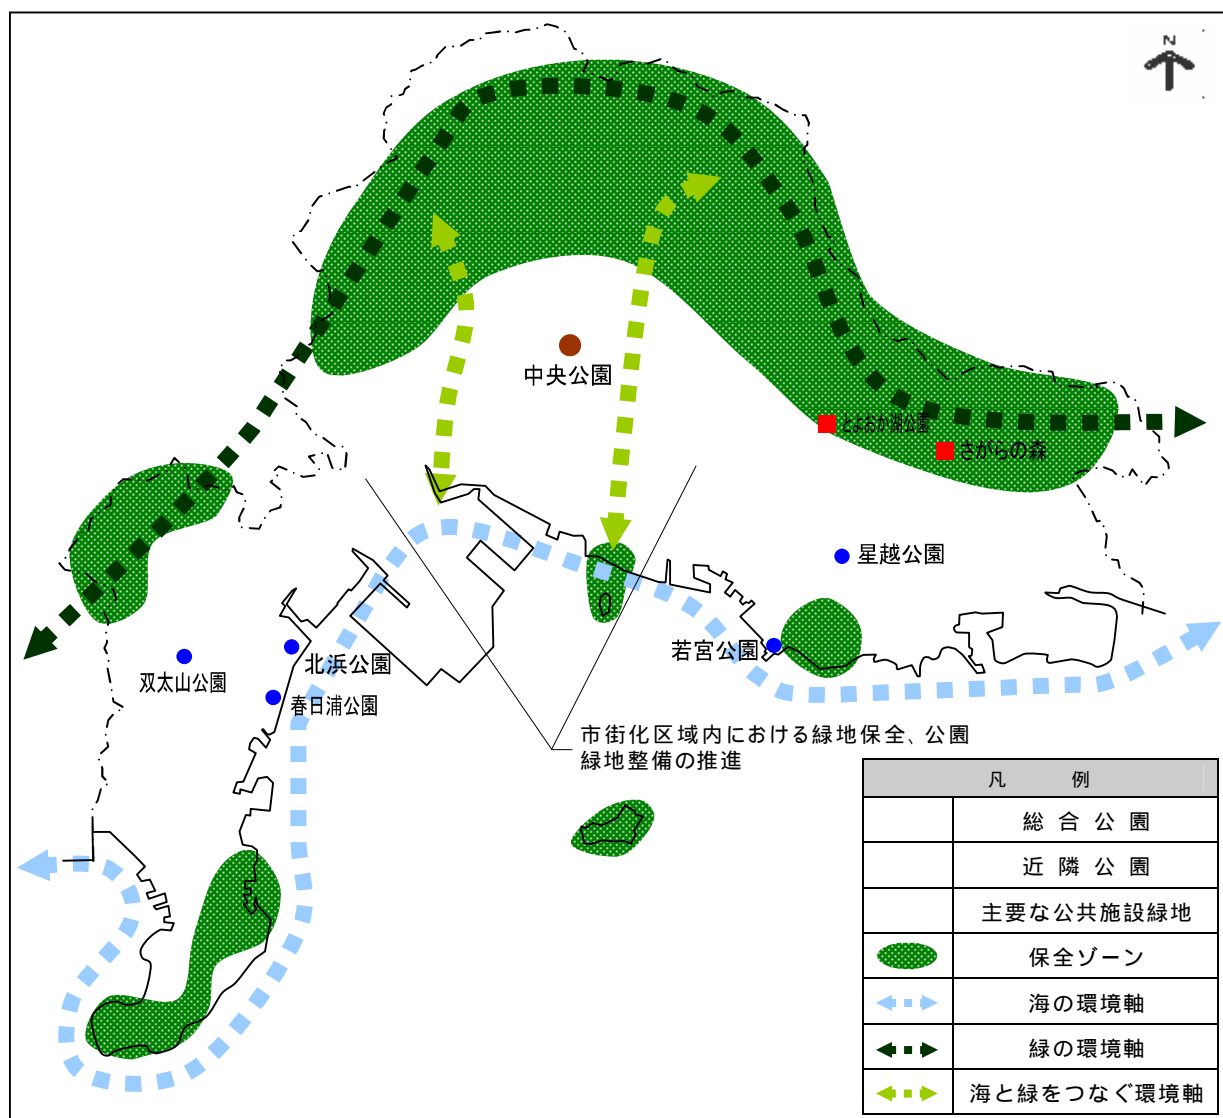 N
中央公園
とよおか湖公園
さがらの森
星越公園
若宮公園
北浜公園
双太山公園
春日浦公園
市街化区域内における緑地保全、公園
緑地整備の推進
凡 例
総合公園
近隣公園
主要な公共施設緑地
保全ゾーン
海の環境軸
緑の環境軸
海と緑をつなぐ環境軸